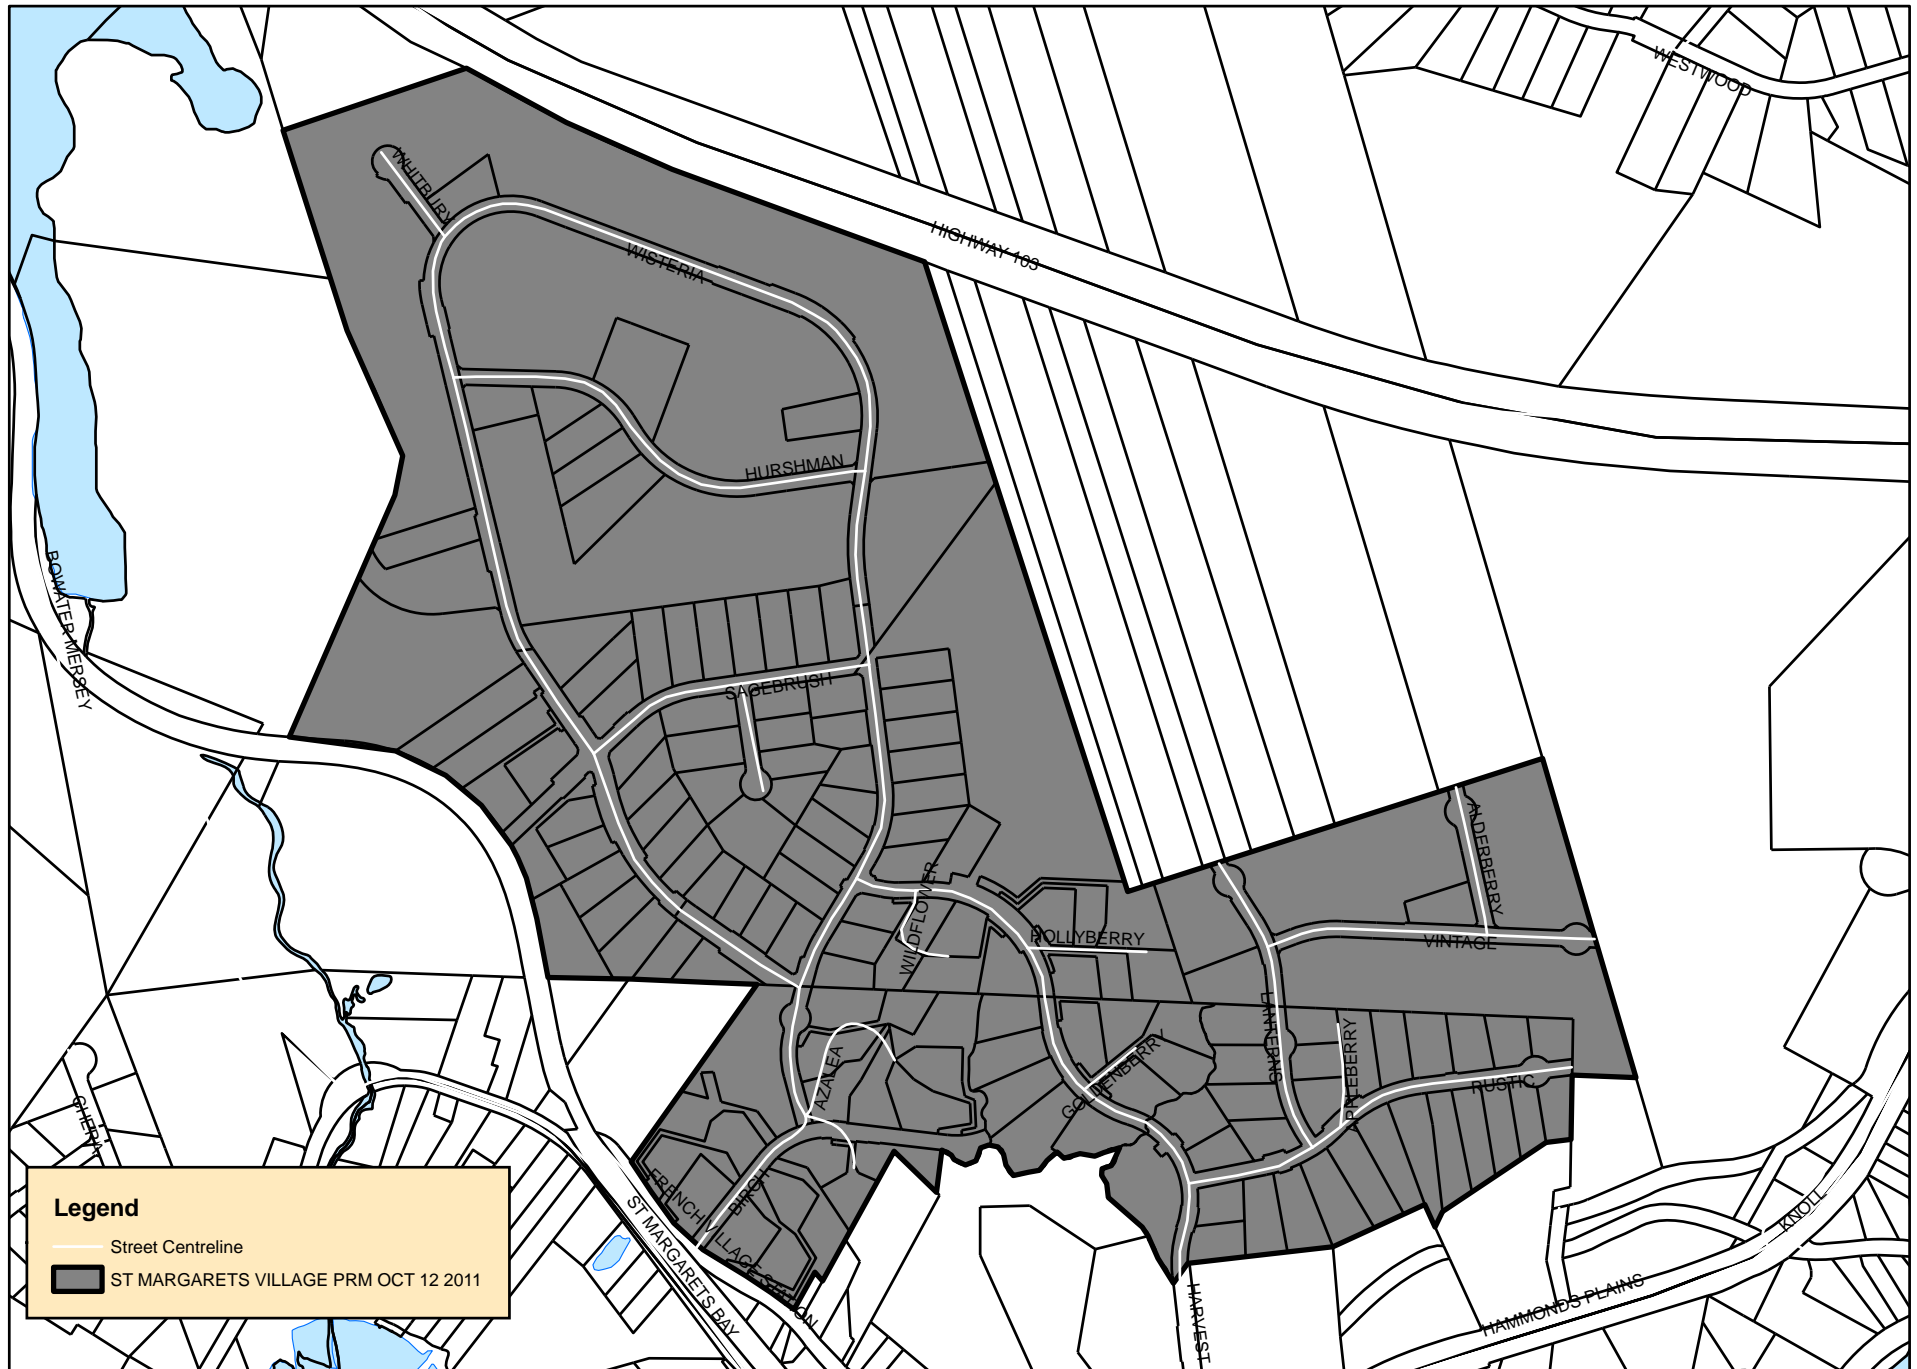 WESTWOOD
WHITBURY
HIGHWAY 103
WISTERIA
HURSHMAN
BOWATER MERSEY
SAGEBRUSH
ALDERBERRY
WILDFLOWER
HOLLYBERRY
VINTAGE
LANTERNS
APPLEBERRY
GOLDENBERRY
AZALEA
RUSTIC
CHERI
BIRCH
FRENCH VILLAGE STATION
ST MARGARETS BAY
KNOLL
HAMMONDS PLAINS
HARVEST
Legend
Street Centreline
ST MARGARETS VILLAGE PRM OCT 12 2011